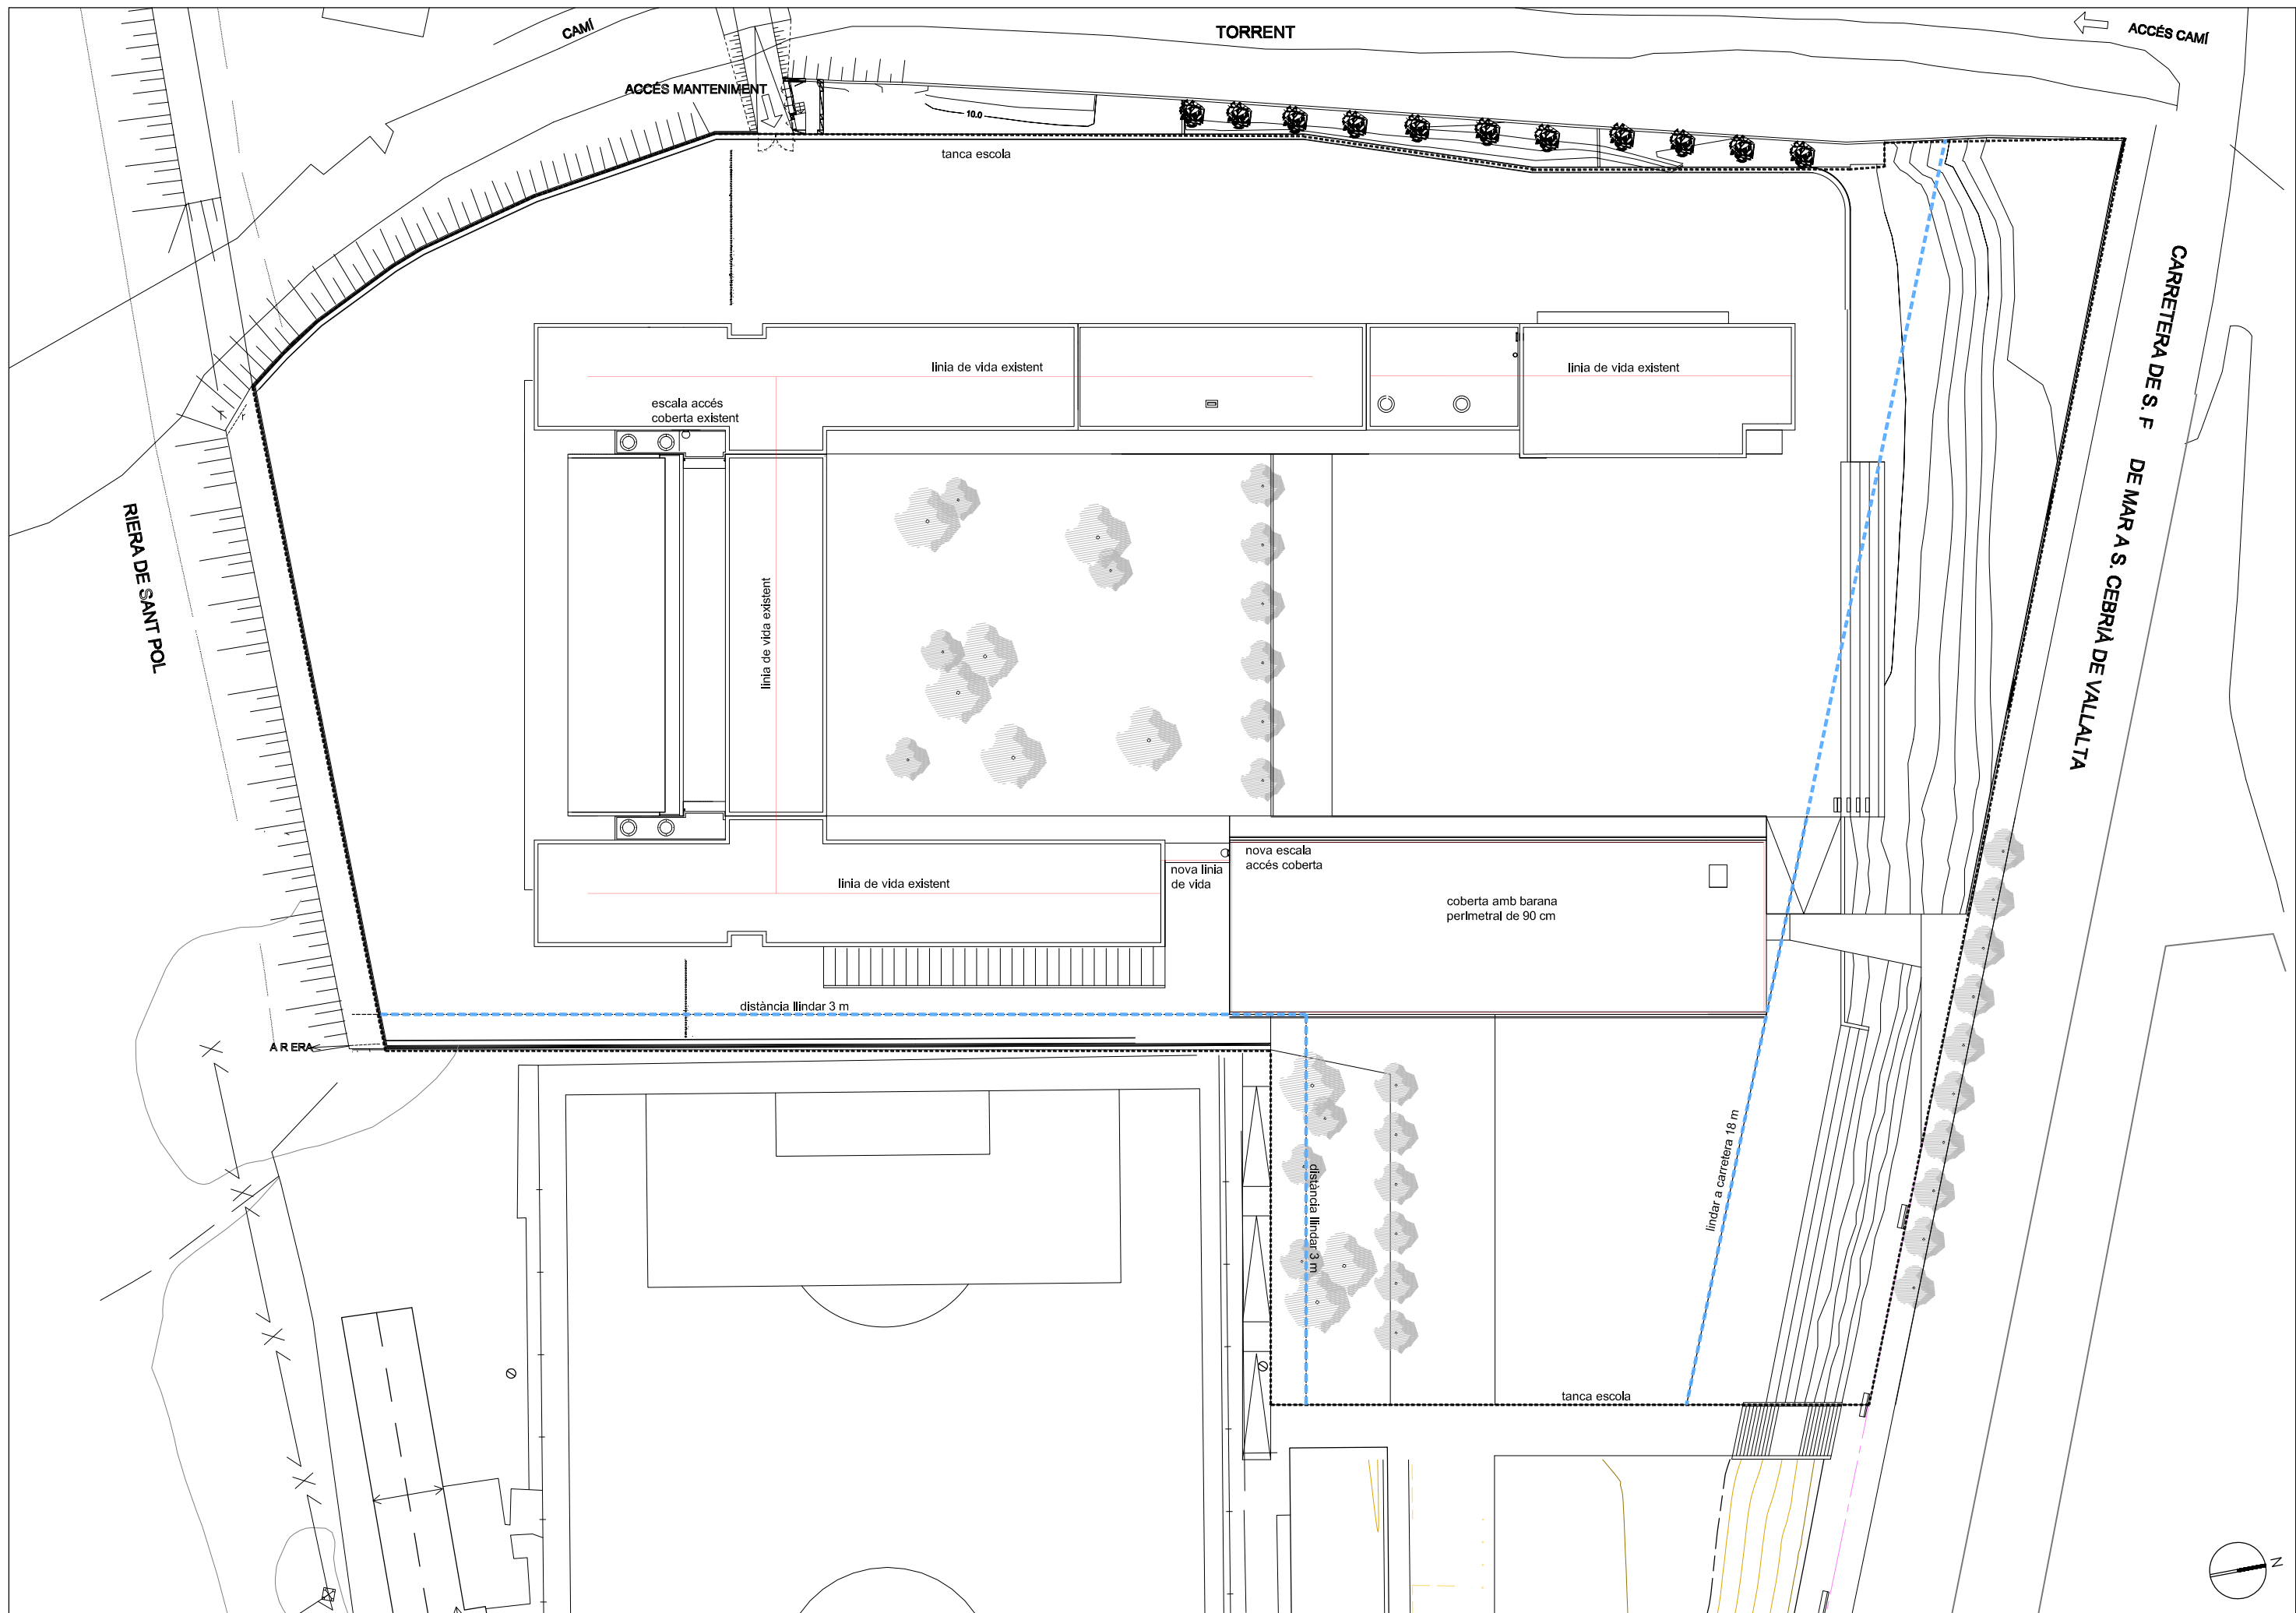 CAMÍ
TORRENT
ACCÉS CAMÍ
ACCÉS MANTENIMENT
10.0
tanca escola
CARRETERA DE S. F DE MAR A S. CEBRIÀ DE VALLALTA
linia de vida existent
linia de vida existent
escala accés
coberta existent
RIERA DE SANT POL
linia de vida existent
nova escala
accés coberta
nova linia
de vida
linia de vida existent
coberta amb barana
perimetral de 90 cm
distància llindar 3 m
A R ERA
lindar a carretera 18 m
distància llindar 3 m
tanca escola
N